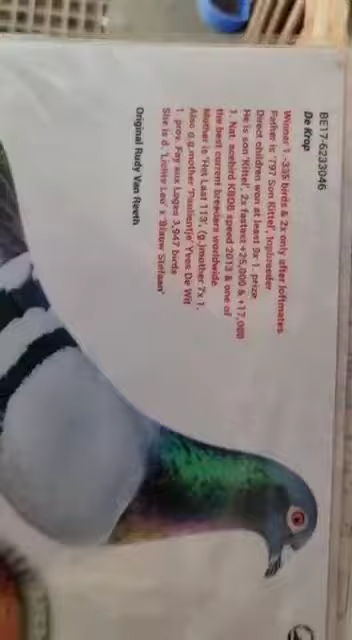 BE17-6233046
De Krop
Winner 1.-335 birds & 2x only after loftmates
Father is '797 Son Kittel', topbreeder
Direct children won at least 9x 1. prize
He is son 'Kittel', 2x fastest +25,000 & +17,000
1. Nat. acebird KBDB speed 2013 & one of
the best current breeders worldwide
Mother is 'Het Laat 113', (g.)mother 7x 1.
Also g.g.mother 'Paulientje' Yves De Wit
1. prov. Fay aux Loges 3,947 birds
She is d. 'Lichte Leo' x 'Blauw Stefaan'
Original Rudy Van Reeth